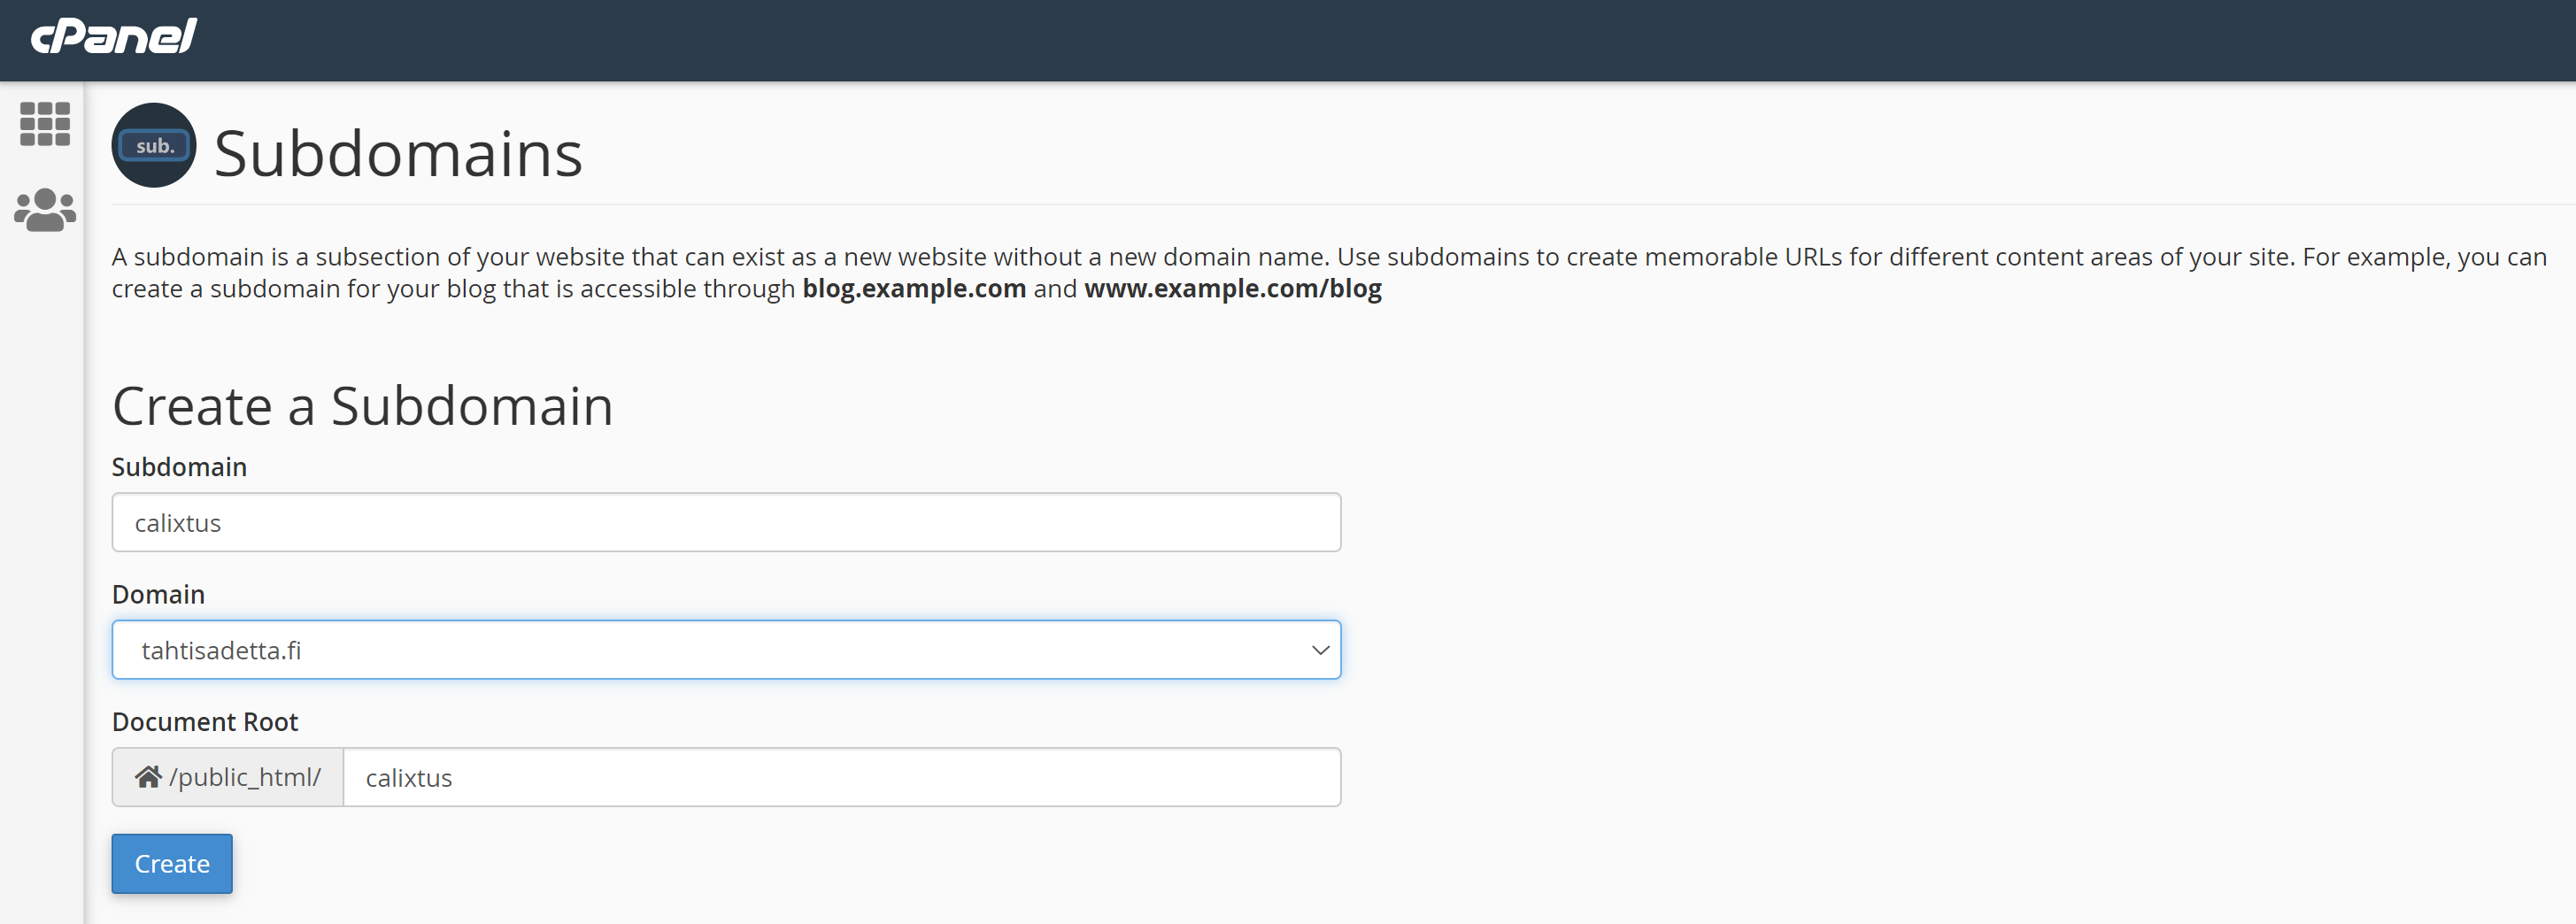 cPanel
sub.
Subdomains
A subdomain is a subsection of your website that can exist as a new website without a new domain name. Use subdomains to create memorable URLs for different content areas of your site. For example, you can
create a subdomain for your blog that is accessible through blog.example.com and www.example.com/blog
Create a Subdomain
Subdomain
calixtus
Domain
tahtisadetta.fi
Document Root
/public_html/ calixtus
Create